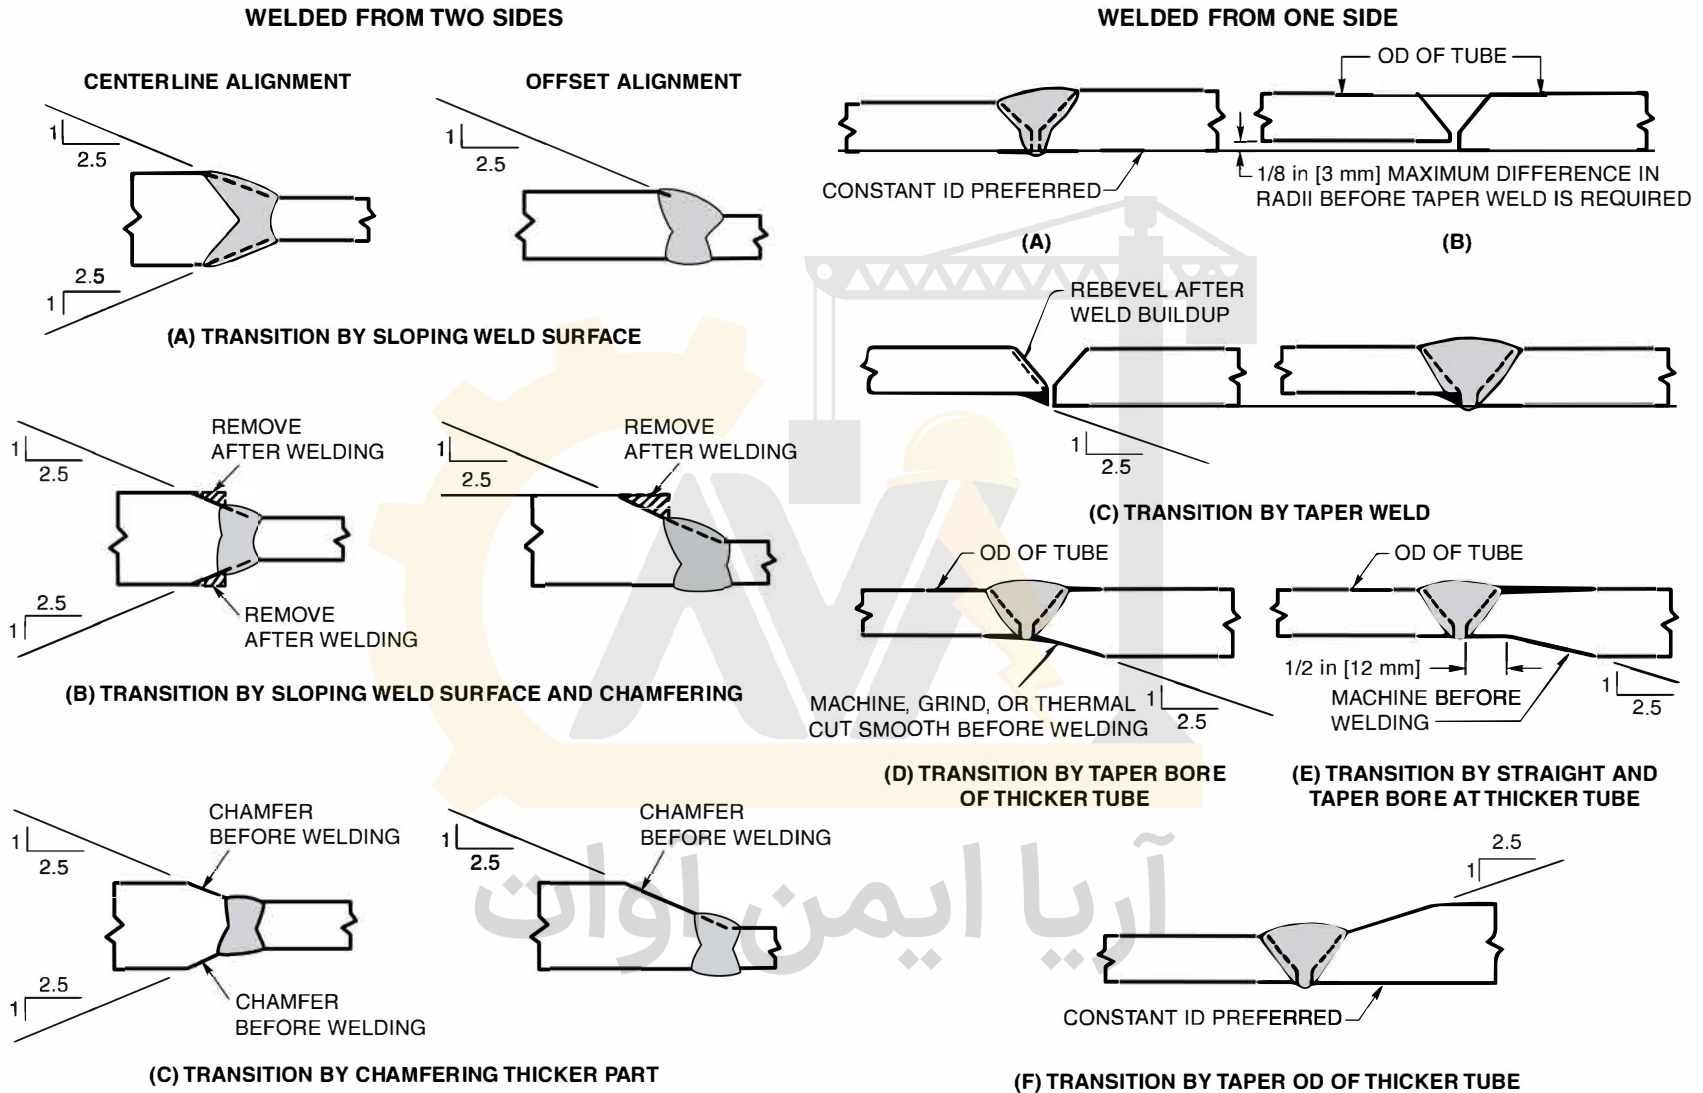 WELDED FROM TWO SIDES
CENTERLINE ALIGNMENT
OFFSET ALIGNMENT
1
2.5
1
2.5
2.5
1
(A) TRANSITION BY SLOPING WELD SURFACE
1
2.5
REMOVE
AFTER WELDING
1
2.5
REMOVE
AFTER WELDING
2.5
1
REMOVE
AFTER WELDING
(B) TRANSITION BY SLOPING WELD SURFACE AND CHAMFERING
1
2.5
CHAMFER
BEFORE WELDING
1
2.5
CHAMFER
BEFORE WELDING
2.5
1
CHAMFER
BEFORE WELDING
(C) TRANSITION BY CHAMFERING THICKER PART
WELDED FROM ONE SIDE
OD OF TUBE
CONSTANT ID PREFERRED
1/8 in [3 mm] MAXIMUM DIFFERENCE IN
RADII BEFORE TAPER WELD IS REQUIRED
(A)
(B)
REBEVEL AFTER
WELD BUILDUP
1
2.5
(C) TRANSITION BY TAPER WELD
OD OF TUBE
MACHINE, GRIND, OR THERMAL
CUT SMOOTH BEFORE WELDING
1
2.5
(D) TRANSITION BY TAPER BORE
OF THICKER TUBE
OD OF TUBE
1/2 in [12 mm]
MACHINE BEFORE
WELDING
1
2.5
(E) TRANSITION BY STRAIGHT AND
TAPER BORE AT THICKER TUBE
2.5
1
CONSTANT ID PREFERRED
(F) TRANSITION BY TAPER OD OF THICKER TUBE
آریا ایمن آوات